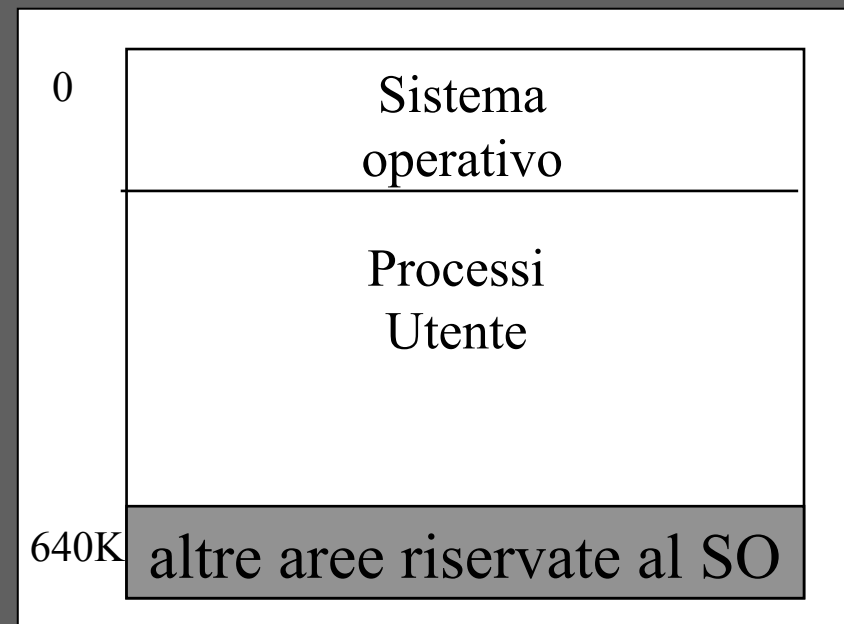 0
Sistema
operativo
Processi
Utente
640K
altre aree riservate al SO